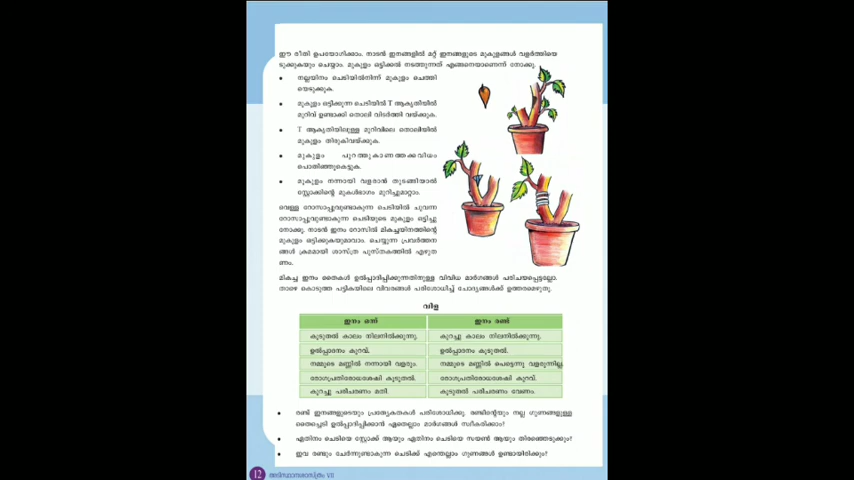 ഈ രീതി ഉപയോഗിക്കാം. നാടൻ ഇനങ്ങളിൽ മറ്റ് ഇനങ്ങളുടെ മുകുളങ്ങൾ വളർത്തിയെ
ടുക്കുകയും ചെയ്യാം. മുകുളം ഒട്ടിക്കൽ നടത്തുന്നത് എങ്ങനെയാണെന്ന് നോക്കൂ.
• നല്ലയിനം ചെടിയിൽനിന്ന് മുകുളം ചെത്തി
യെടുക്കുക.
• മുകുളം ഒട്ടിക്കുന്ന ചെടിയിൽ T ആകൃതിയിൽ
മുറിവ് ഉണ്ടാക്കി തൊലി വിടർത്തി വയ്ക്കുക.
• T ആകൃതിയിലുള്ള മുറിവിലെ തൊലിയിൽ
മുകുളം തിരുകിവയ്ക്കുക.
• മുകുളം പുറത്തുകാണത്തക്കവിധം
പൊതിഞ്ഞുകെട്ടുക.
• മുകുളം നന്നായി വളരാൻ തുടങ്ങിയാൽ
സ്റ്റോക്കിന്റെ മുകൾഭാഗം മുറിച്ചുമാറ്റാം.
വെള്ള റോസാപ്പൂവുണ്ടാകുന്ന ചെടിയിൽ ചുവന്ന
റോസാപ്പൂവുണ്ടാകുന്ന ചെടിയുടെ മുകുളം ഒട്ടിച്ചു
നോക്കൂ. നാടൻ ഇനം റോസിൽ മികച്ചയിനത്തിന്റെ
മുകുളം ഒട്ടിക്കുകയുമാവാം. ചെയ്യുന്ന പ്രവർത്തന
ങ്ങൾ ക്രമമായി ശാസ്ത്ര പുസ്തകത്തിൽ എഴുത
ണം.
മികച്ച ഇനം തൈകൾ ഉൽപ്പാദിപ്പിക്കുന്നതിനുള്ള വിവിധ മാർഗങ്ങൾ പരിചയപ്പെട്ടല്ലോ.
താഴെ കൊടുത്ത പട്ടികയിലെ വിവരങ്ങൾ പരിശോധിച്ച് ചോദ്യങ്ങൾക്ക് ഉത്തരമെഴുതൂ.
വിള
ഇനം ഒന്ന് ഇനം രണ്ട്
കൂടുതൽ കാലം നിലനിൽക്കുന്നു. കുറച്ചു കാലം നിലനിൽക്കുന്നു.
ഉൽപ്പാദനം കുറവ്. ഉൽപ്പാദനം കൂടുതൽ.
നമ്മുടെ മണ്ണിൽ നന്നായി വളരും. നമ്മുടെ മണ്ണിൽ പെട്ടെന്നു വളരുന്നില്ല.
രോഗപ്രതിരോധശേഷി കൂടുതൽ. രോഗപ്രതിരോധശേഷി കുറവ്.
കുറച്ചു പരിചരണം മതി. കൂടുതൽ പരിചരണം വേണം.
• രണ്ട് ഇനങ്ങളുടെയും പ്രത്യേകതകൾ പരിശോധിക്കൂ. രണ്ടിന്റെയും നല്ല ഗുണങ്ങളുള്ള
തൈച്ചെടി ഉൽപ്പാദിപ്പിക്കാൻ ഏതെല്ലാം മാർഗങ്ങൾ സ്വീകരിക്കാം?
• ഏതിനം ചെടിയെ സ്റ്റോക്ക് ആയും ഏതിനം ചെടിയെ സയൺ ആയും തിരഞ്ഞെടുക്കും?
• ഇവ രണ്ടും ചേർന്നുണ്ടാകുന്ന ചെടിക്ക് എന്തെല്ലാം ഗുണങ്ങൾ ഉണ്ടായിരിക്കും?
12 അടിസ്ഥാനശാസ്ത്രം VII